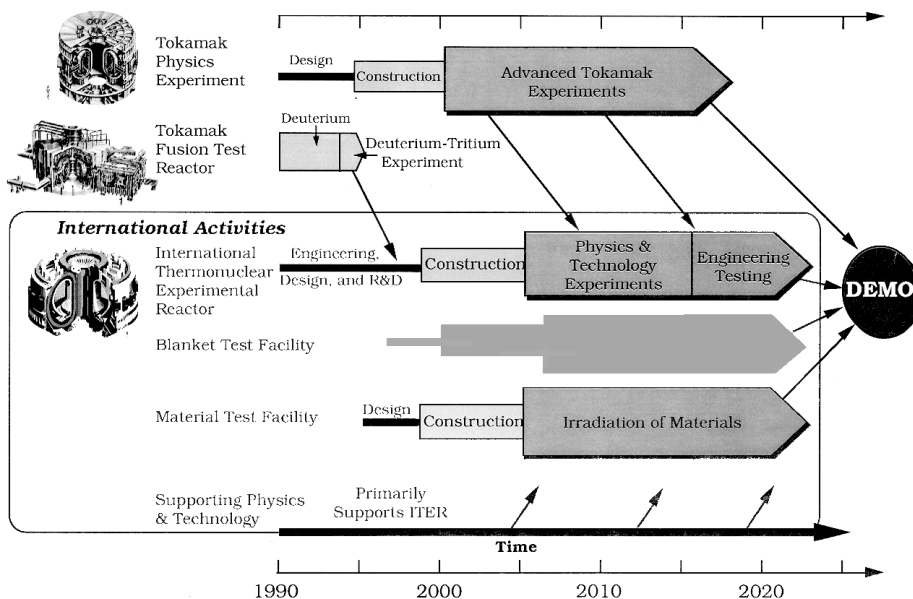 Tokamak
Physics
Experiment
Design
Construction
Advanced Tokamak
Experiments
Tokamak
Fusion Test
Reactor
Deuterium
Deuterium-Tritium
Experiment
International Activities
International
Thermonuclear
Experimental
Reactor
Engineering,
Design, and R&D
Construction
Physics &
Technology
Experiments
Engineering
Testing
DEMO
Blanket Test Facility
Material Test Facility
Design
Construction
Irradiation of Materials
Supporting Physics
& Technology
Primarily
Supports ITER
Time
1990 2000 2010 2020